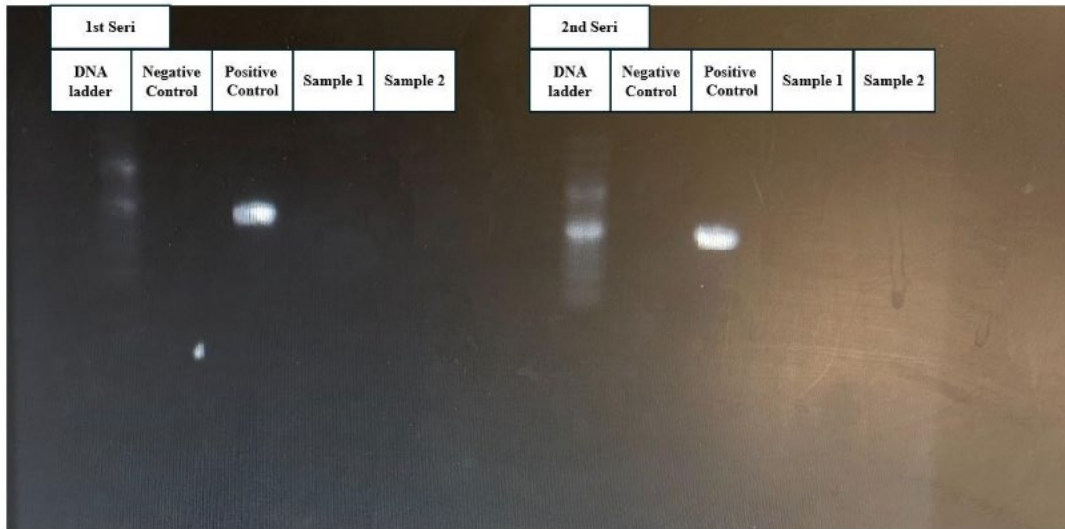 1st Seri
2nd Seri
DNA
ladder
Negative
Control
Positive
Control
Sample 1
Sample 2
DNA
ladder
Negative
Control
Positive
Control
Sample 1
Sample 2